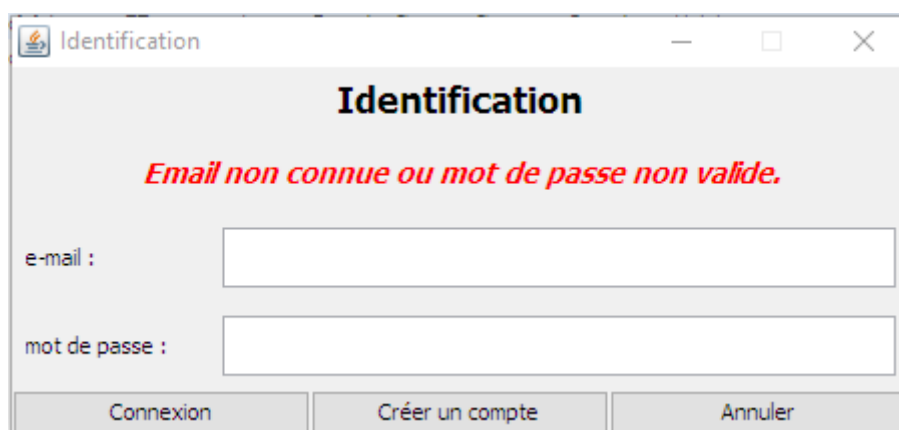 Identification
Identification
Email non connue ou mot de passe non valide.
e-mail :
mot de passe :
Connexion Créer un compte Annuler